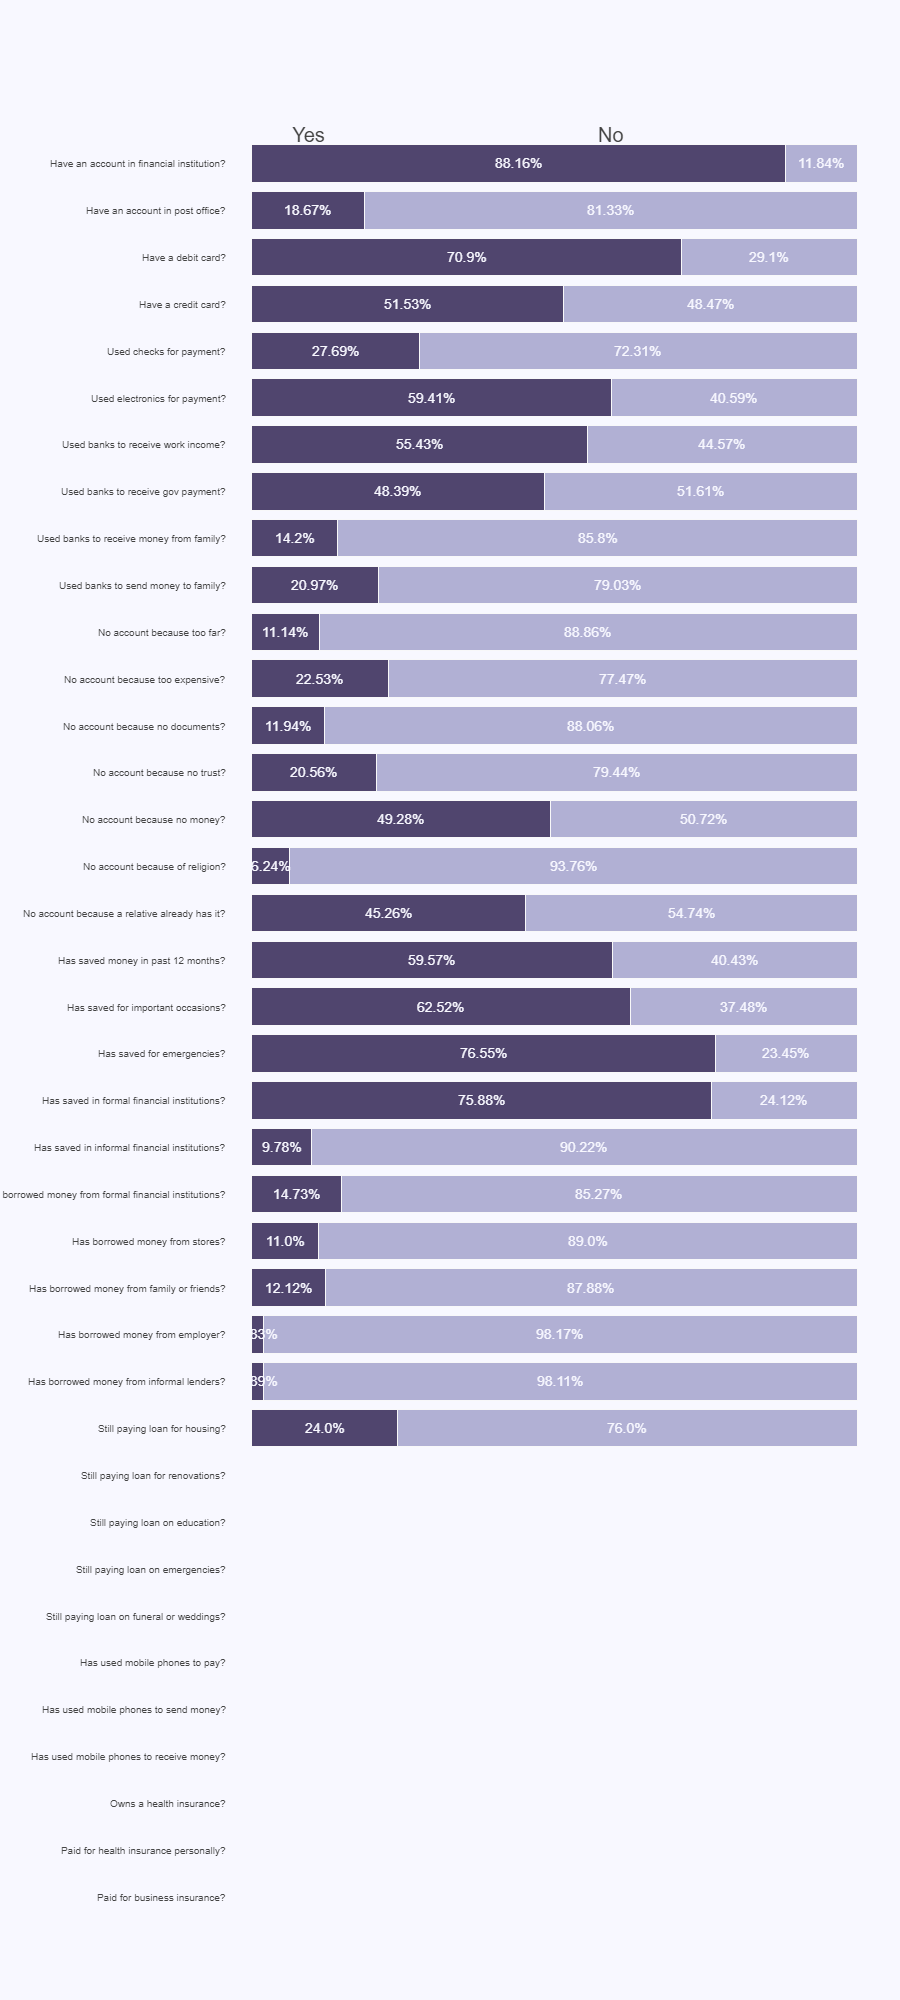 Yes No
Have an account in financial institution? 88.16% 11.84%
Have an account in post office? 18.67% 81.33%
Have a debit card? 70.9% 29.1%
Have a credit card? 51.53% 48.47%
Used checks for payment? 27.69% 72.31%
Used electronics for payment? 59.41% 40.59%
Used banks to receive work income? 55.43% 44.57%
Used banks to receive gov payment? 48.39% 51.61%
Used banks to receive money from family? 14.2% 85.8%
Used banks to send money to family? 20.97% 79.03%
No account because too far? 11.14% 88.86%
No account because too expensive? 22.53% 77.47%
No account because no documents? 11.94% 88.06%
No account because no trust? 20.56% 79.44%
No account because no money? 49.28% 50.72%
No account because of religion? 6.24% 93.76%
No account because a relative already has it? 45.26% 54.74%
Has saved money in past 12 months? 59.57% 40.43%
Has saved for important occasions? 62.52% 37.48%
Has saved for emergencies? 76.55% 23.45%
Has saved in formal financial institutions? 75.88% 24.12%
Has saved in informal financial institutions? 9.78% 90.22%
borrowed money from formal financial institutions? 14.73% 85.27%
Has borrowed money from stores? 11.0% 89.0%
Has borrowed money from family or friends? 12.12% 87.88%
Has borrowed money from employer? 83% 98.17%
Has borrowed money from informal lenders? 89% 98.11%
Still paying loan for housing? 24.0% 76.0%
Still paying loan for renovations?
Still paying loan on education?
Still paying loan on emergencies?
Still paying loan on funeral or weddings?
Has used mobile phones to pay?
Has used mobile phones to send money?
Has used mobile phones to receive money?
Owns a health insurance?
Paid for health insurance personally?
Paid for business insurance?